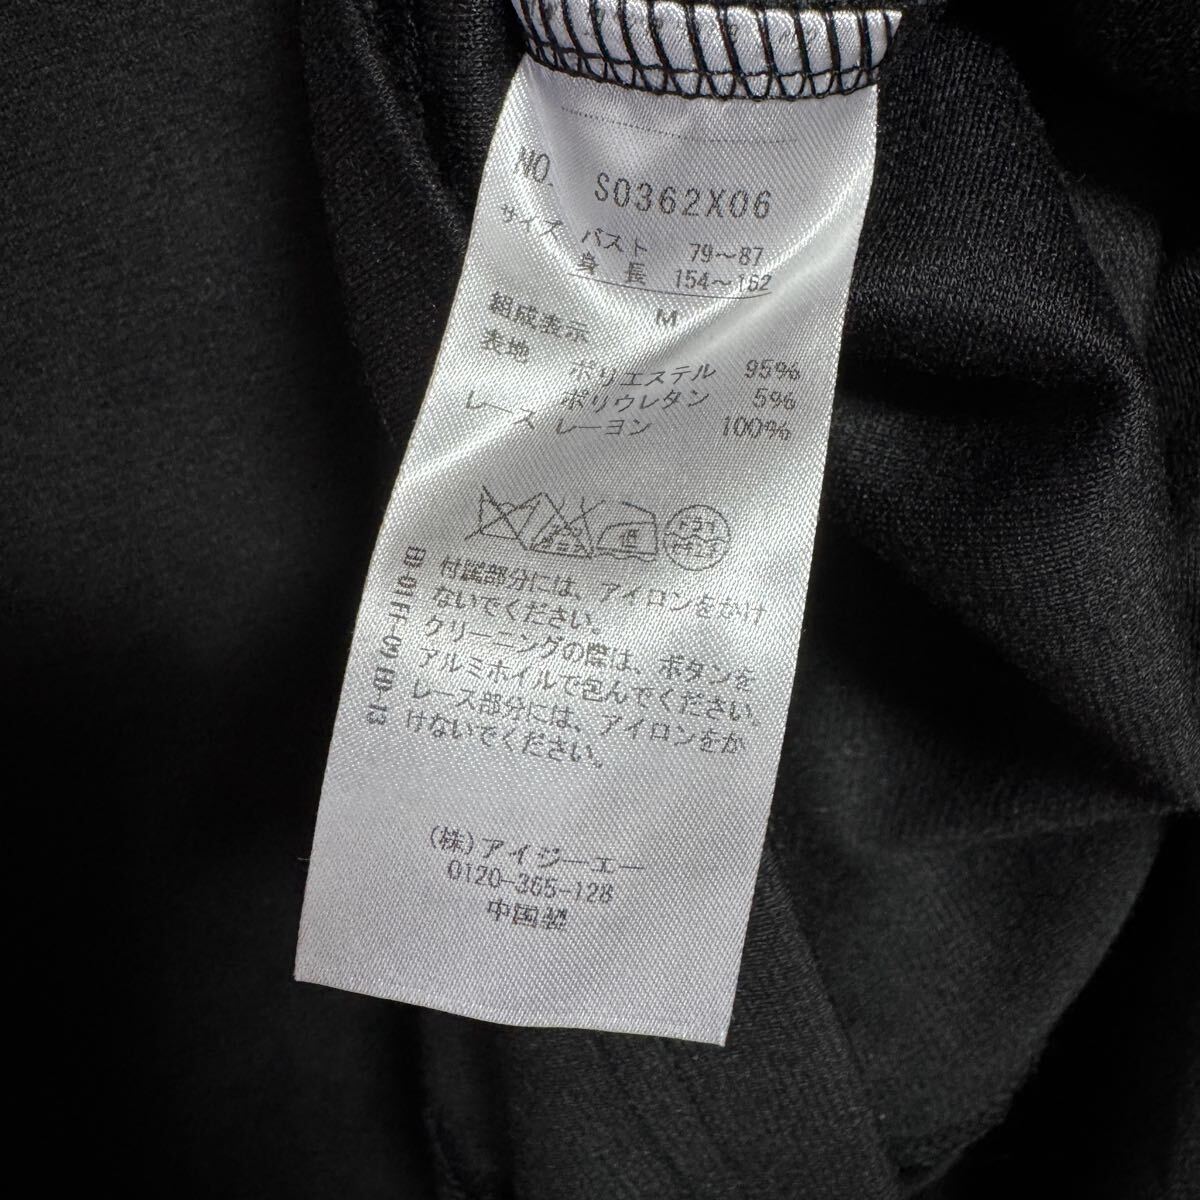 NO. S0362X06
サイズ バスト 79～87
身長 154～162
M
組成表示
表地 ポリエステル 95%
ポリウレタン 5%
レース レーヨン 100%
付属部分には、アイロンをかけ
ないでください。
クリーニングの際は、ボタンを
アルミホイルで包んでください。
レース部分には、アイロンをか
けないでください。
(株)アイジーエー
0120-365-128
中国製